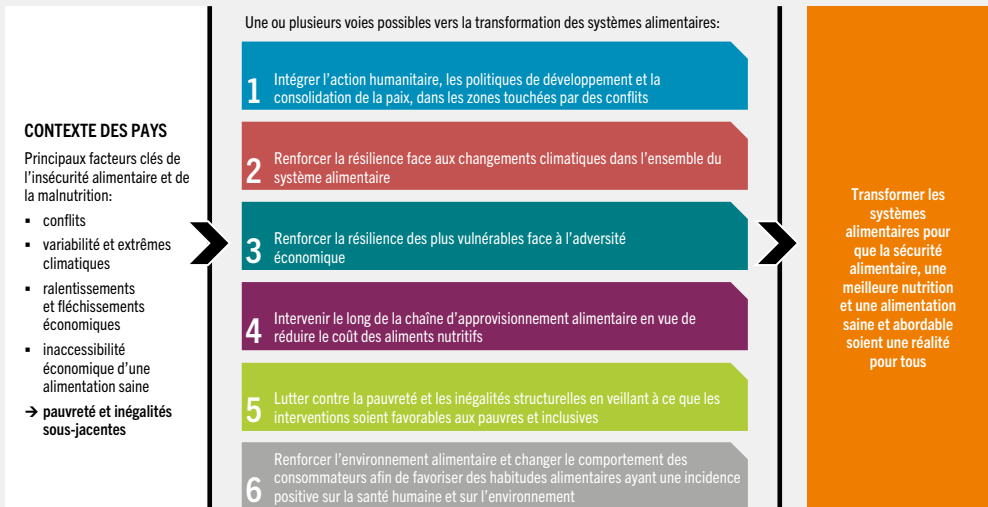 Une ou plusieurs voies possibles vers la transformation des systèmes alimentaires:
CONTEXTE DES PAYS
Principaux facteurs clés de
l’insécurité alimentaire et de
la malnutrition:
▪ conflits
▪ variabilité et extrêmes
climatiques
▪ ralentissements
et fléchissements
économiques
▪ inaccessibilité
économique d’une
alimentation saine
→ pauvreté et inégalités
sous-jacentes
1 Intégrer l’action humanitaire, les politiques de développement et la
consolidation de la paix, dans les zones touchées par des conflits
2 Renforcer la résilience face aux changements climatiques dans l’ensemble du
système alimentaire
3 Renforcer la résilience des plus vulnérables face à l’adversité
économique
4 Intervenir le long de la chaîne d’approvisionnement alimentaire en vue de
réduire le coût des aliments nutritifs
5 Lutter contre la pauvreté et les inégalités structurelles en veillant à ce que les
interventions soient favorables aux pauvres et inclusives
6 Renforcer l’environnement alimentaire et changer le comportement des
consommateurs afin de favoriser des habitudes alimentaires ayant une incidence
positive sur la santé humaine et sur l’environnement
Transformer les
systèmes
alimentaires pour
que la sécurité
alimentaire, une
meilleure nutrition
et une alimentation
saine et abordable
soient une réalité
pour tous